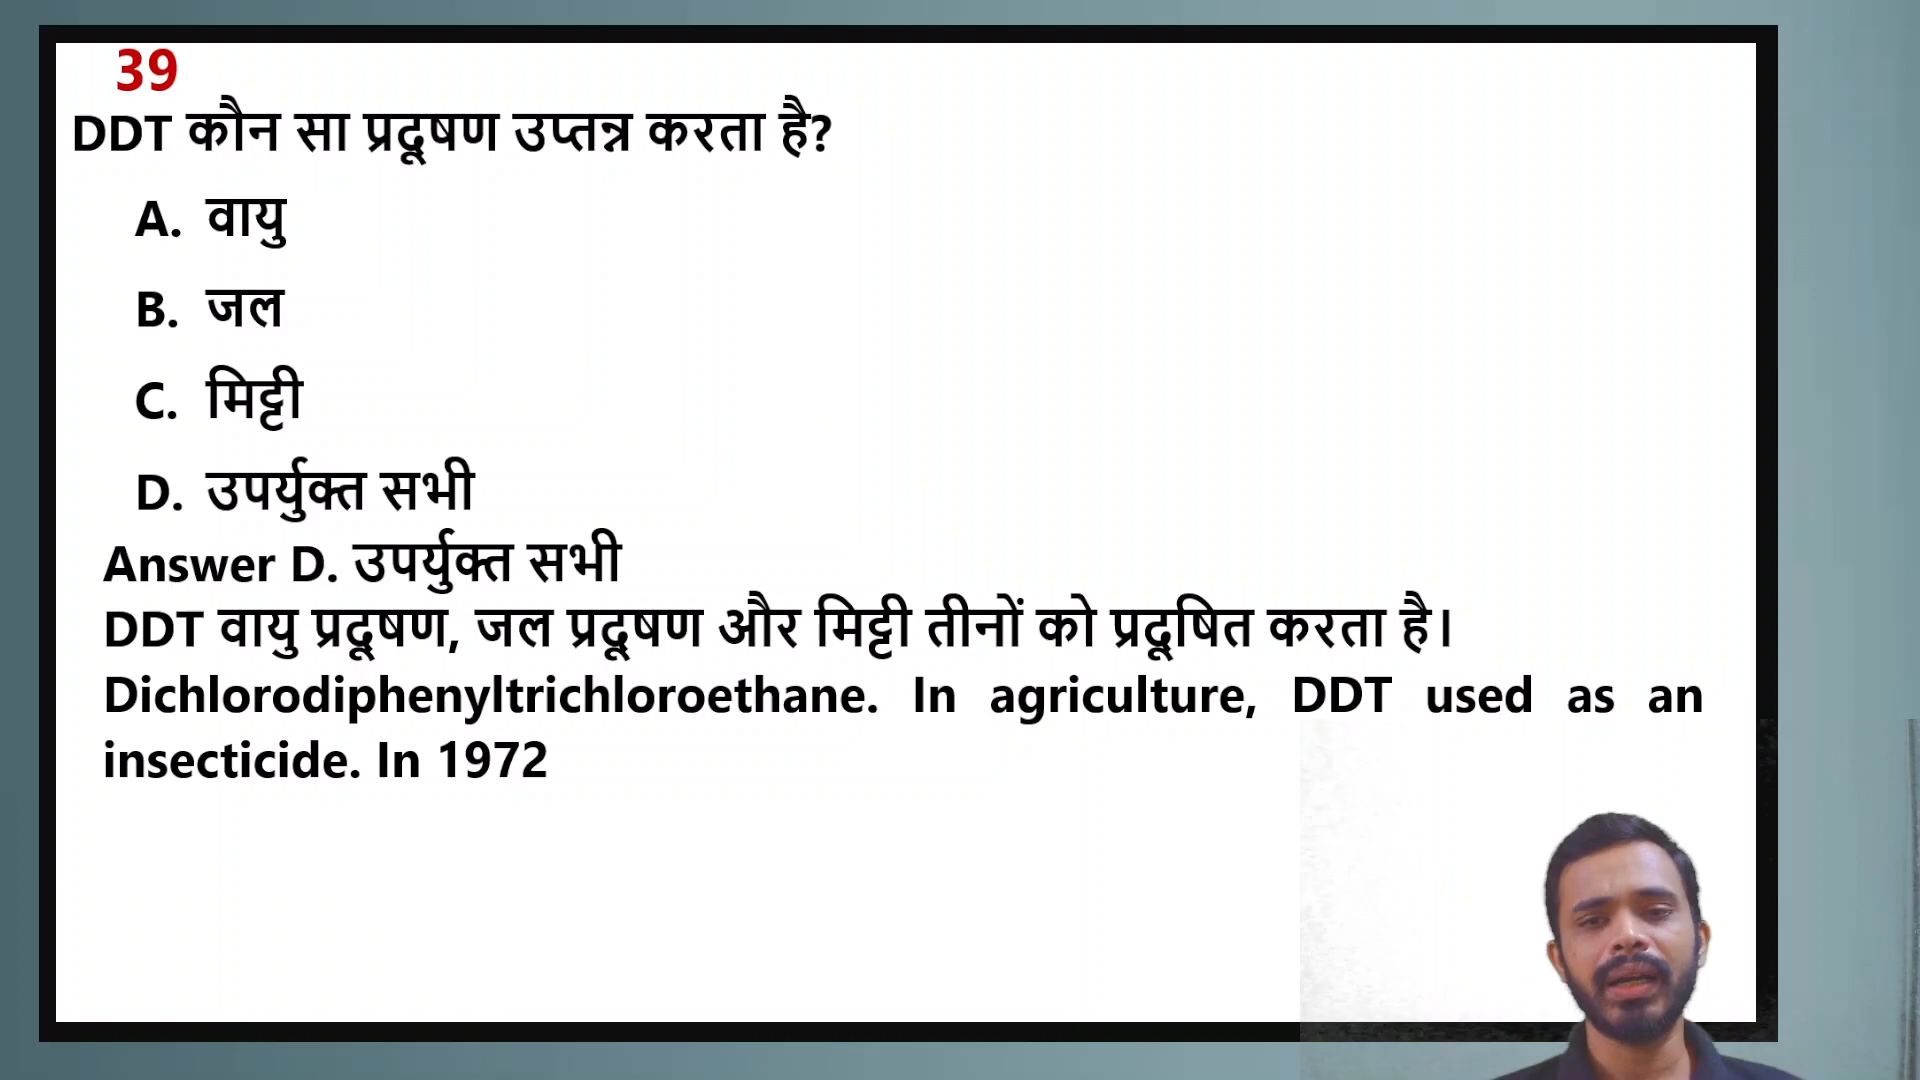 39
DDT कौन सा प्रदूषण उप्तन्न करता है?
A. वायु
B. जल
C. मिट्टी
D. उपर्युक्त सभी
Answer D. उपर्युक्त सभी
DDT वायु प्रदूषण, जल प्रदूषण और मिट्टी तीनों को प्रदूषित करता है।
Dichlorodiphenyltrichloroethane. In agriculture, DDT used as an
insecticide. In 1972